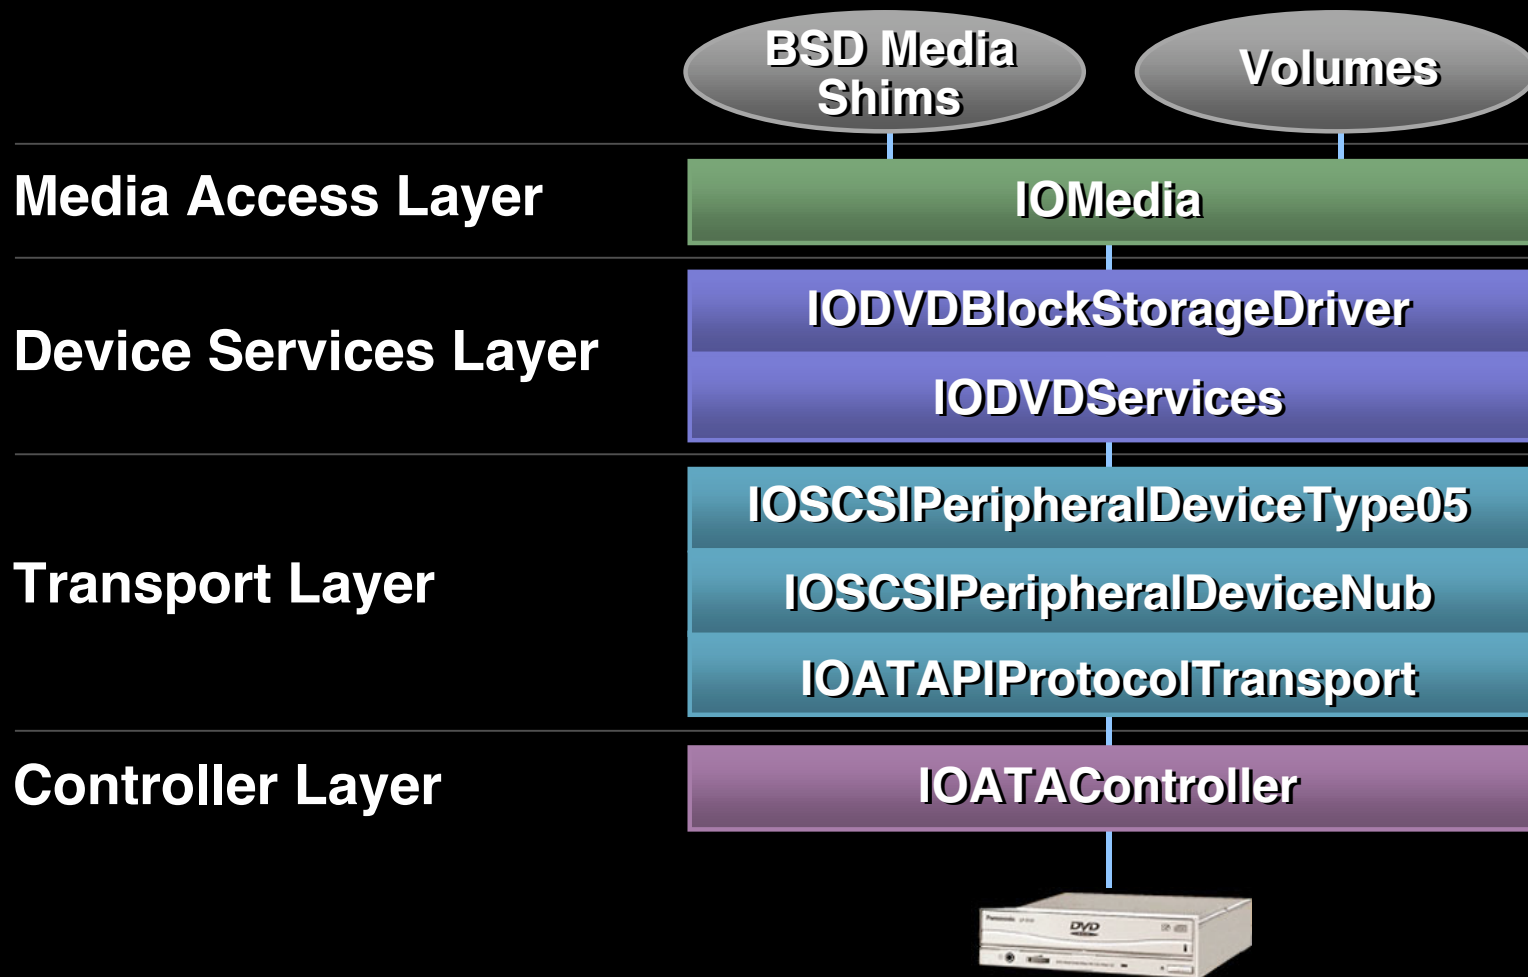 BSD Media
Shims
Volumes
Media Access Layer
IOMedia
Device Services Layer
IODVDBlockStorageDriver
IODVDServices
Transport Layer
IOSCSIPeripheralDeviceType05
IOSCSIPeripheralDeviceNub
IOATAPIProtocolTransport
Controller Layer
IOATAController
Panasonic
DVD